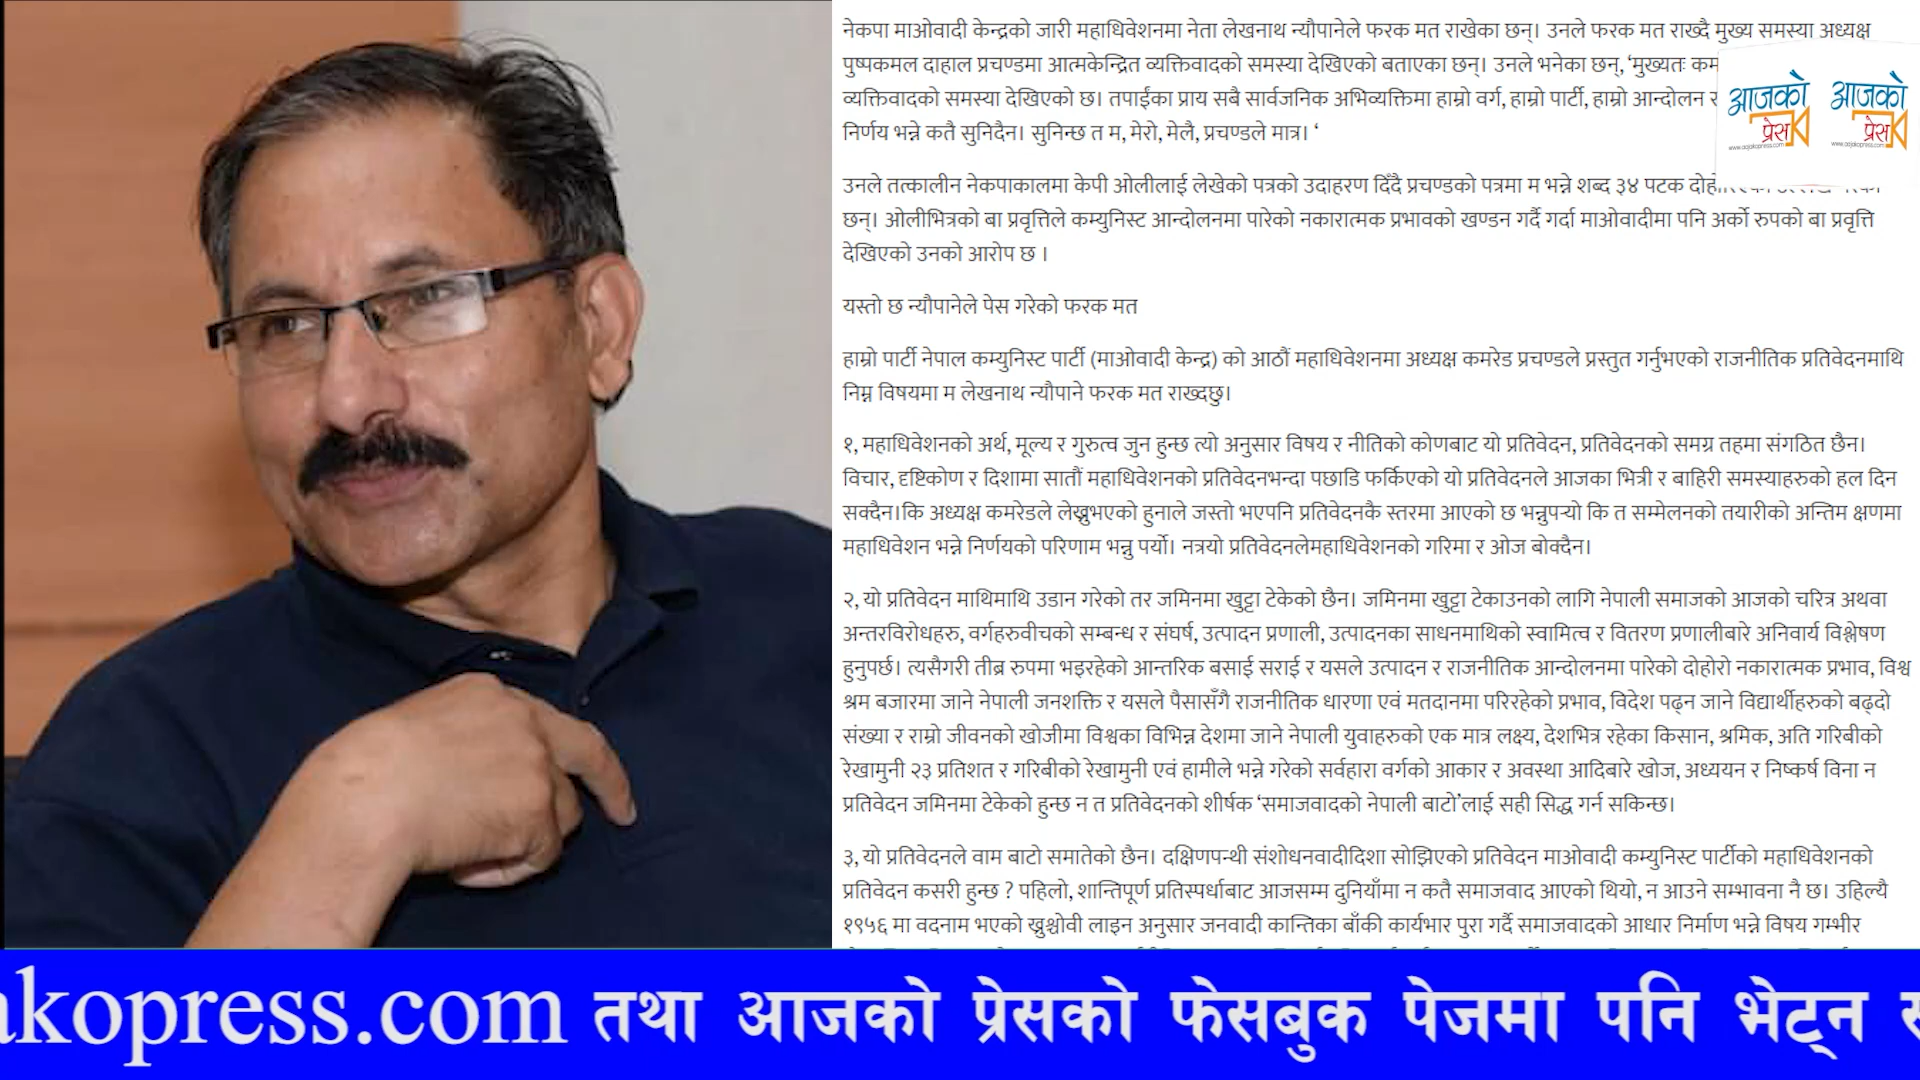 नेकपा माओवादी केन्द्रको जारी महाधिवेशनमा नेता लेखनाथ न्यौपानेले फरक मत राखेका छन्। उनले फरक मत राख्दै मुख्य समस्या अध्यक्ष
पुष्पकमल दाहाल प्रचण्डमा आत्मकेन्द्रित व्यक्तिवादको समस्या देखिएको बताएका छन्। उनले भनेका छन्, ‘मुख्यतः कम
व्यक्तिवादको समस्या देखिएको छ। तपाईंका प्राय सबै सार्वजनिक अभिव्यक्तिमा हाम्रो वर्ग, हाम्रो पार्टी, हाम्रो आन्दोलन
निर्णय भन्ने कतै सुनिदैन। सुनिन्छ त म, मेरो, मेलै, प्रचण्डले मात्र। ‘
आजको
प्रेस
www.aajakopress.com
आजको
प्रेस
www.aajakopress.com
उनले तत्कालीन नेकपाकालमा केपी ओलीलाई लेखेको पत्रको उदाहरण दिँदै प्रचण्डको पत्रमा म भन्ने शब्द ३४ पटक
छन्। ओलीभित्रको बा प्रवृत्तिले कम्युनिस्ट आन्दोलनमा पारेको नकारात्मक प्रभावको खण्डन गर्दै गर्दा माओवादीमा पनि अर्को रुपको बा प्रवृत्ति
देखिएको उनको आरोप छ ।
यस्तो छ न्यौपानेले पेस गरेको फरक मत
हाम्रो पार्टी नेपाल कम्युनिस्ट पार्टी (माओवादी केन्द्र) को आठौं महाधिवेशनमा अध्यक्ष कमरेड प्रचण्डले प्रस्तुत गर्नुभएको राजनीतिक प्रतिवेदनमाथि
निम्न विषयमा म लेखनाथ न्यौपाने फरक मत राख्दछु।
१, महाधिवेशनको अर्थ, मूल्य र गुरुत्व जुन हुन्छ त्यो अनुसार विषय र नीतिको कोणबाट यो प्रतिवेदन, प्रतिवेदनको समग्र तहमा संगठित छैन।
विचार, दृष्टिकोण र दिशामा सातौं महाधिवेशनको प्रतिवेदनभन्दा पछाडि फर्किएको यो प्रतिवेदनले आजका भित्री र बाहिरी समस्याहरुको हल दिन
सक्दैन।कि अध्यक्ष कमरेडले लेख्नुभएको हुनाले जस्तो भएपनि प्रतिवेदनकै स्तरमा आएको छ भन्नुपर्‍यो कि त सम्मेलनको तयारीको अन्तिम क्षणमा
महाधिवेशन भन्ने निर्णयको परिणाम भन्नु पर्यो। नत्रयो प्रतिवेदनलेमहाधिवेशनको गरिमा र ओज बोक्दैन।
२, यो प्रतिवेदन माथिमाथि उडान गरेको तर जमिनमा खुट्टा टेकेको छैन। जमिनमा खुट्टा टेकाउनको लागि नेपाली समाजको आजको चरित्र अथवा
अन्तरविरोधहरु, वर्गहरुवीचको सम्बन्ध र संघर्ष, उत्पादन प्रणाली, उत्पादनका साधनमाथिको स्वामित्व र वितरण प्रणालीबारे अनिवार्य विश्लेषण
हुनुपर्छ। त्यसैगरी तीब्र रुपमा भइरहेको आन्तरिक बसाई सराई र यसले उत्पादन र राजनीतिक आन्दोलनमा पारेको दोहोरो नकारात्मक प्रभाव, विश्व
श्रम बजारमा जाने नेपाली जनशक्ति र यसले पैसासँगै राजनीतिक धारणा एवं मतदानमा परिरहेको प्रभाव, विदेश पढ्न जाने विद्यार्थीहरुको बढ्दो
संख्या र राम्रो जीवनको खोजीमा विश्वका विभिन्न देशमा जाने नेपाली युवाहरुको एक मात्र लक्ष्य, देशभित्र रहेका किसान, श्रमिक, अति गरिबीको
रेखामुनी २३ प्रतिशत र गरिबीको रेखामुनी एवं हामीले भन्ने गरेको सर्वहारा वर्गको आकार र अवस्था आदिबारे खोज, अध्ययन र निष्कर्ष विना न
प्रतिवेदन जमिनमा टेकेको हुन्छ न त प्रतिवेदनको शीर्षक ‘समाजवादको नेपाली बाटो’लाई सही सिद्ध गर्न सकिन्छ।
३, यो प्रतिवेदनले वाम बाटो समातेको छैन। दक्षिणपन्थी संशोधनवादीदिशा सोझिएको प्रतिवेदन माओवादी कम्युनिस्ट पार्टीको महाधिवेशनको
प्रतिवेदन कसरी हुन्छ ? पहिलो, शान्तिपूर्ण प्रतिस्पर्धाबाट आजसम्म दुनियाँमा न कतै समाजवाद आएको थियो, न आउने सम्भावना नै छ। उहिल्यै
१९५६ मा वदनाम भएको ख्रुश्चोवी लाइन अनुसार जनवादी कान्तिका बाँकी कार्यभार पुरा गर्दै समाजवादको आधार निर्माण भन्ने विषय गम्भीर
akopress.com तथा आजको प्रेसको फेसबुक पेजमा पनि भेट्न